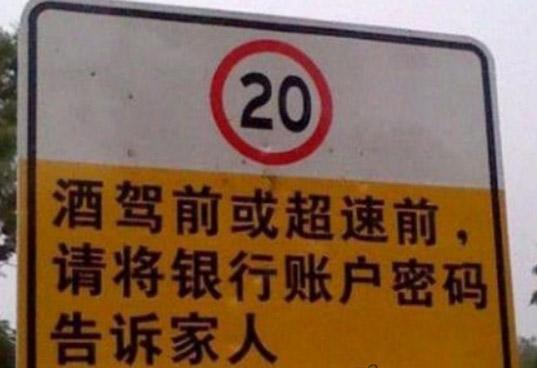 20
酒驾前或超速前，
请将银行账户密码
告诉家人